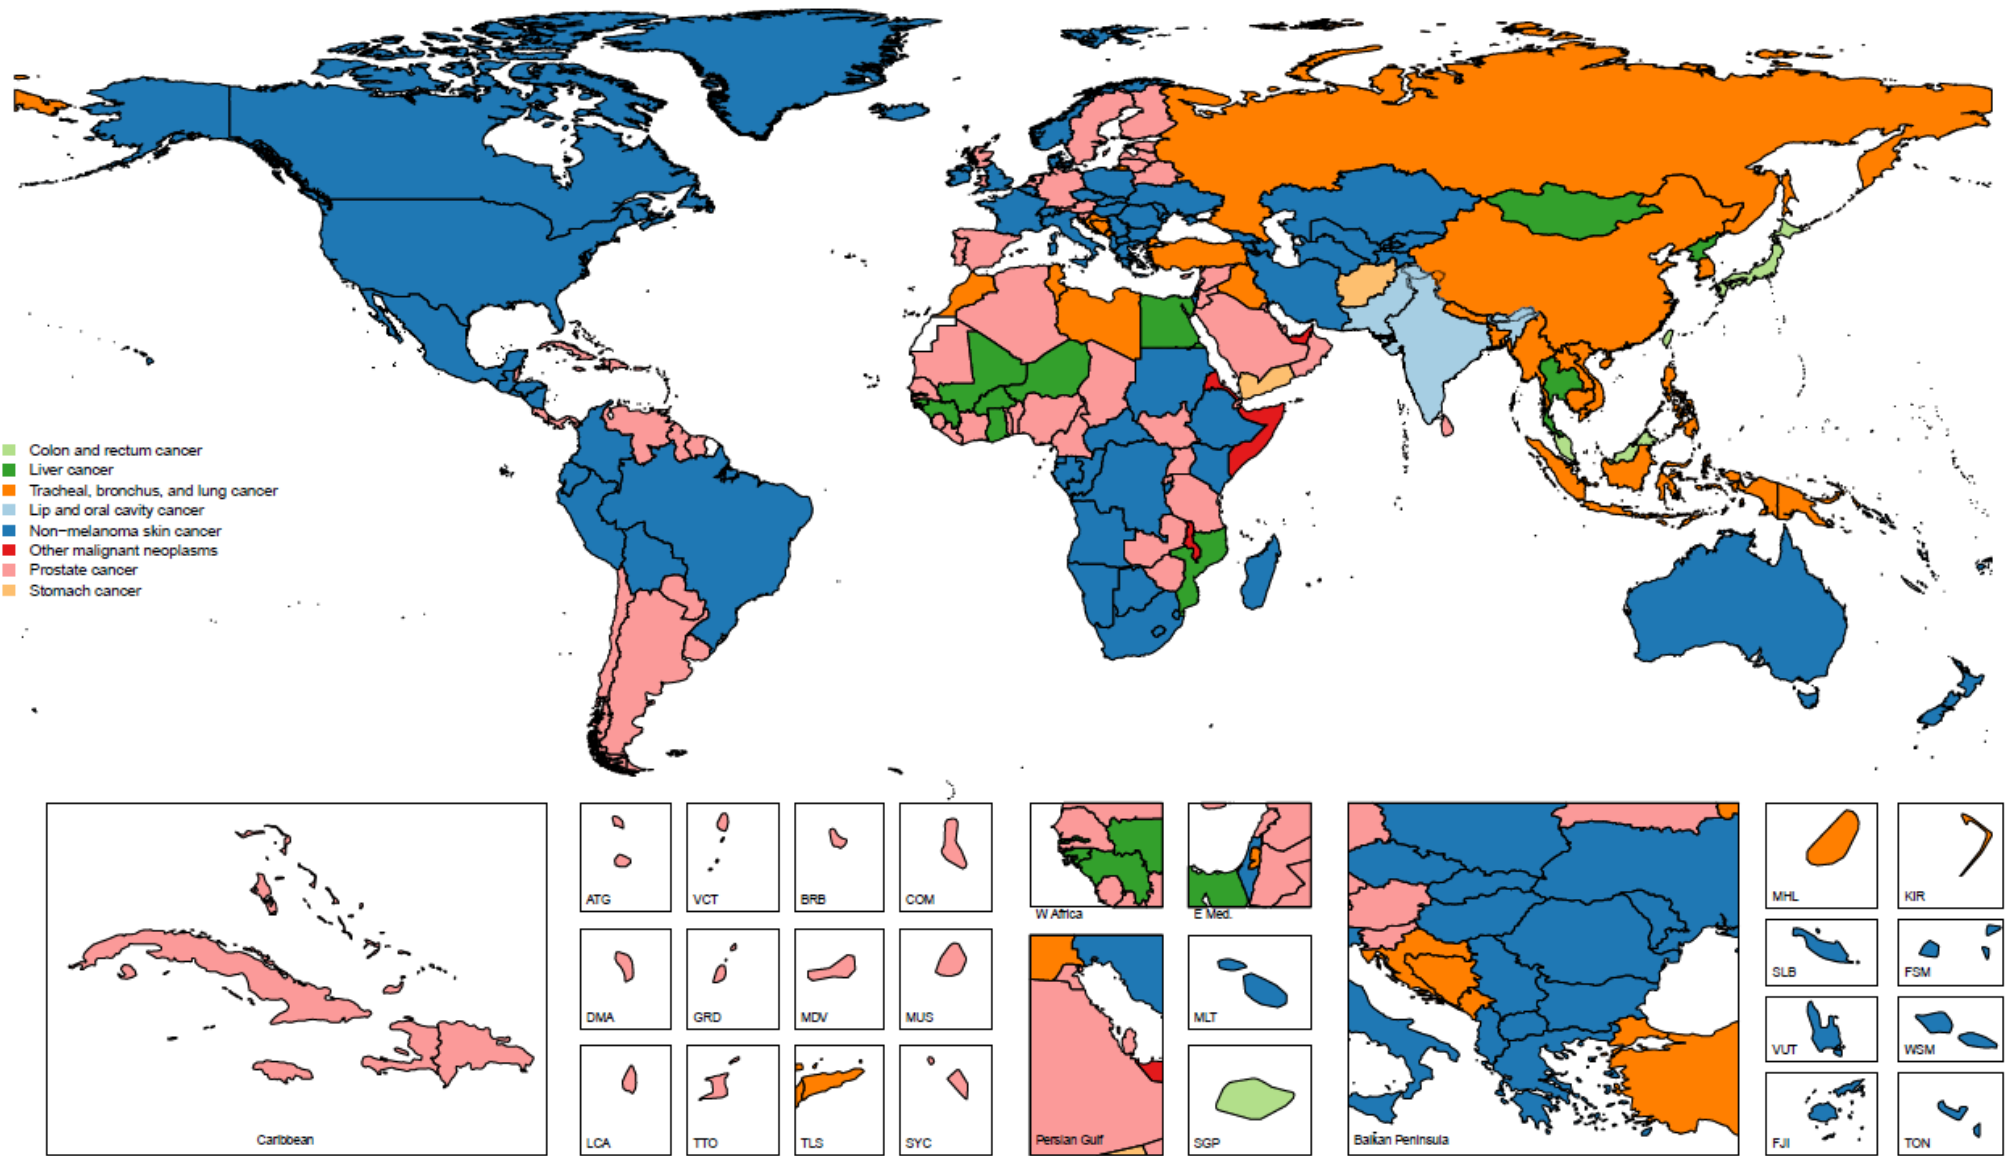 Colon and rectum cancer
Liver cancer
Tracheal, bronchus, and lung cancer
Lip and oral cavity cancer
Non−melanoma skin cancer
Other malignant neoplasms
Prostate cancer
Stomach cancer
Caribbean
ATG
VCT
BRB
COM
DMA
GRD
MDV
MUS
LCA
TTO
TLS
SYC
W Africa
E Med.
Persian Gulf
MLT
SGP
Balkan Peninsula
MHL
KIR
SLB
FSM
VUT
WSM
FJI
TON